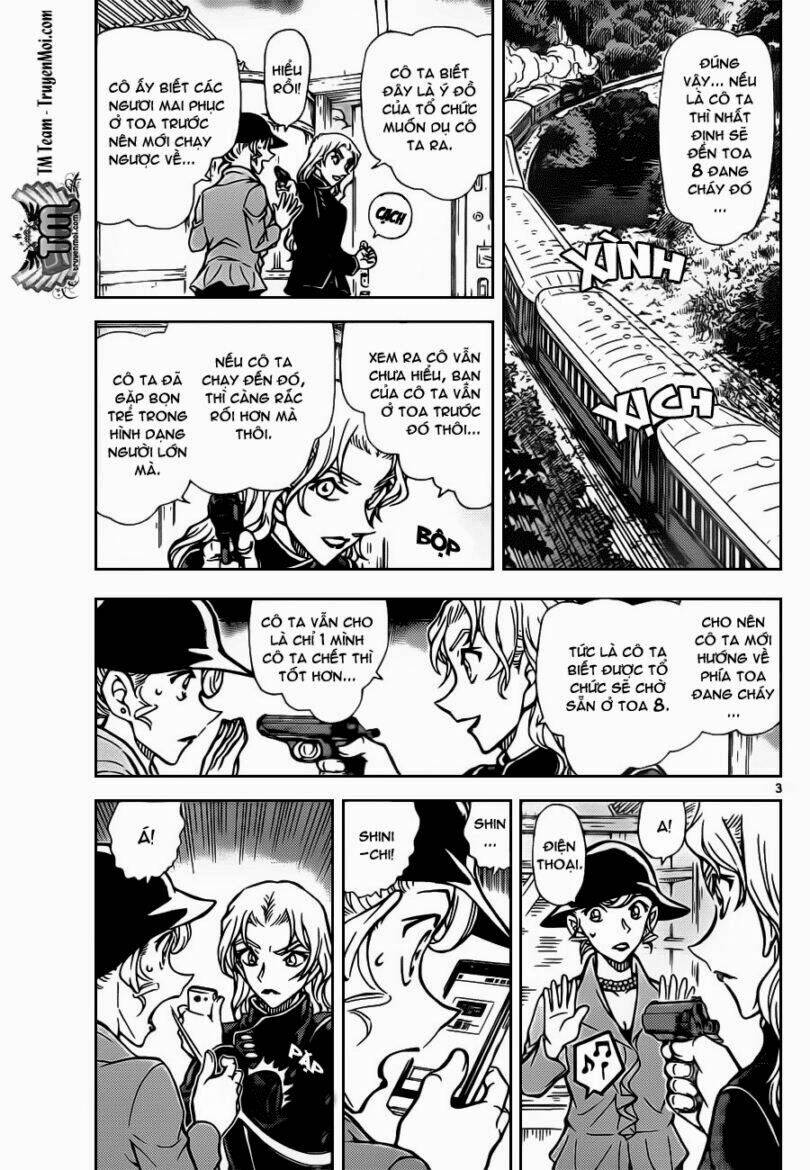 ĐÚNG
VẬY... NẾU
LÀ CÔ TA
THÌ NHẤT
ĐỊNH SẼ
ĐẾN TOA
8 ĐANG
CHÁY ĐÓ
...
XÌNH
XỊCH
CÔ TA BIẾT
ĐÂY LÀ Ý ĐỒ
CỦA TỔ CHỨC
MUỐN DỤ CÔ
TA RA.
HIỂU
RỒI!
CÔ ẤY BIẾT CÁC
NGƯƠI MAI PHỤC
Ở TOA TRƯỚC
NÊN MỚI CHẠY
NGƯỢC VỀ...
CẠCH
XEM RA CÔ VẪN
CHƯA HIỂU, BẠN
CỦA CÔ TA VẪN
Ở TOA TRƯỚC
ĐÓ THÔI...
NẾU CÔ TA
CHẠY ĐẾN ĐÓ,
THÌ CÀNG RẮC
RỐI HƠN MÀ
THÔI.
CÔ TA ĐÃ
GẶP BỌN
TRẺ TRONG
HÌNH DẠNG
NGƯỜI LỚN
MÀ.
BỘP
CHO NÊN
CÔ TA MỚI
HƯỚNG VỀ
PHÍA TOA
ĐANG CHÁY
...
TỨC LÀ CÔ TA
BIẾT ĐƯỢC TỔ
CHỨC SẼ CHỜ
SẴN Ở TOA 8.
CÔ TA VẪN CHO
LÀ CHỈ 1 MÌNH
CÔ TA CHẾT THÌ
TỐT HƠN...
3
A!
ĐIỆN
THOẠI.
SHIN
...
SHINI
-CHI!
Á!
PẶP
TM Team - TruyenMoi.com
TM
truyenmoi.com